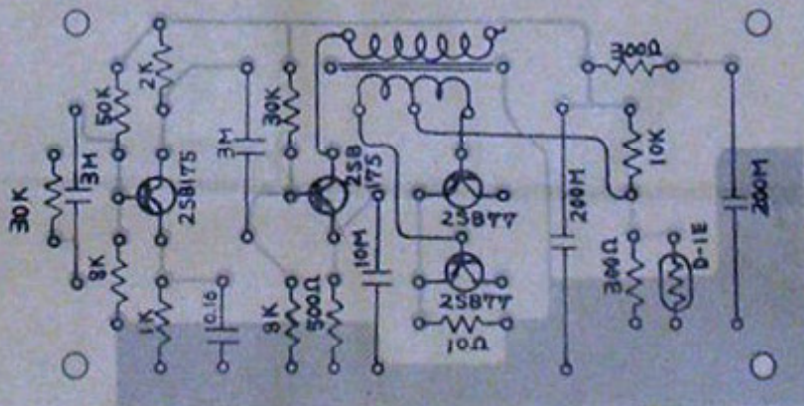 30K
3M
50K
8K
2K
2SB175
1K
0.16
3M
30K
8K
2SB
175
500Ω
10M
2SB77
2SB77
10Ω
200M
300Ω
10K
300Ω
D-1E
200M